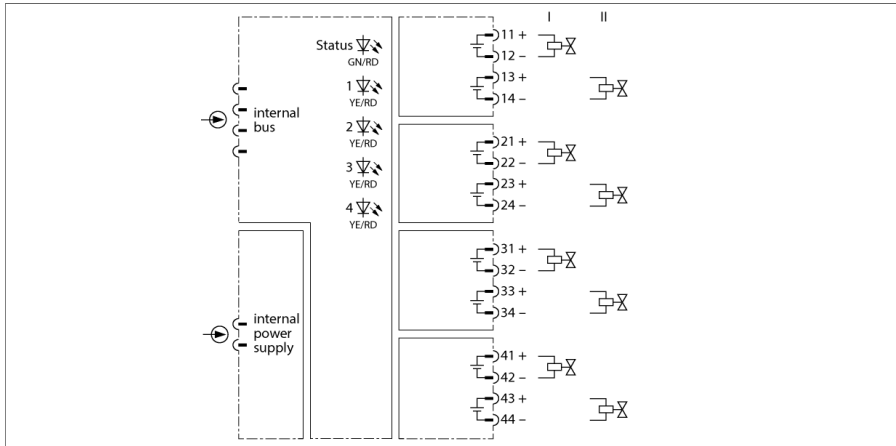 I II
Status
GN/RD
1
YE/RD
2
YE/RD
3
YE/RD
4
YE/RD
internal
bus
internal
power
supply
11 +
12 –
13 +
14 –
21 +
22 –
23 +
24 –
31 +
32 –
33 +
34 –
41 +
42 –
43 +
44 –